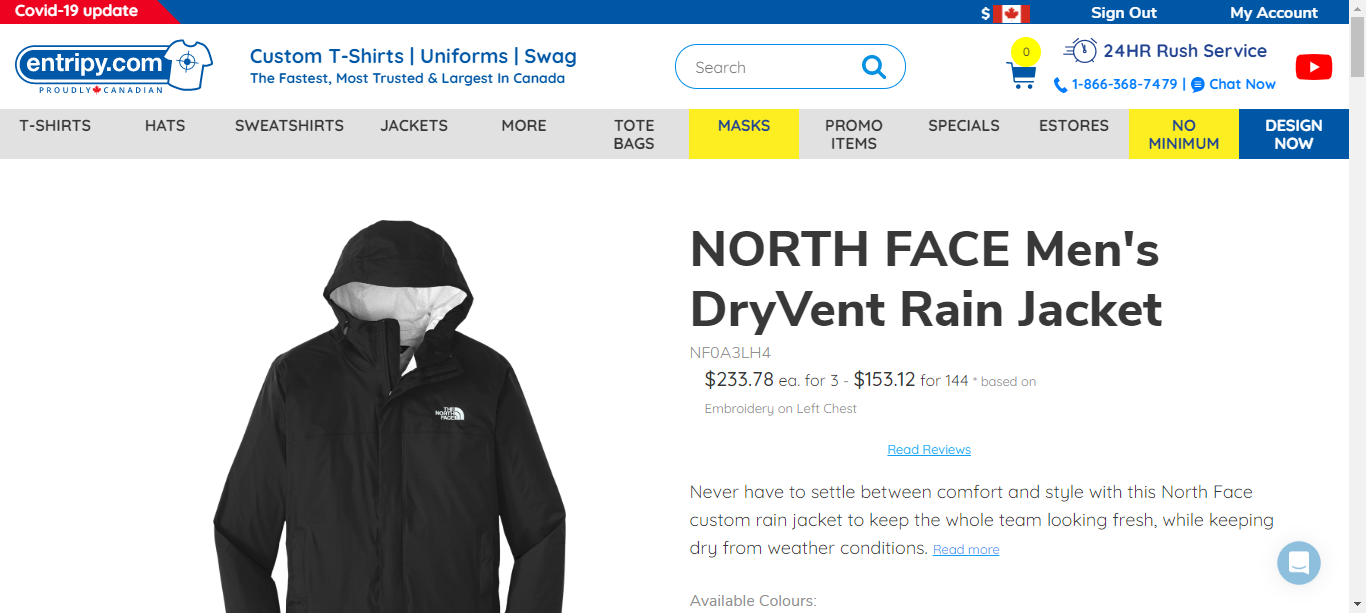 Covid-19 update
$
Sign Out
My Account
entripy.com
PROUDLY CANADIAN
Custom T-Shirts | Uniforms | Swag
The Fastest, Most Trusted & Largest In Canada
Search
0
24HR Rush Service
1-866-368-7479 | Chat Now
T-SHIRTS
HATS
SWEATSHIRTS
JACKETS
MORE
TOTE
BAGS
MASKS
PROMO
ITEMS
SPECIALS
ESTORES
NO
MINIMUM
DESIGN
NOW
THE
NORTH
FACE
NORTH FACE Men's
DryVent Rain Jacket
NF0A3LH4
$233.78 ea. for 3 - $153.12 for 144 * based on
Embroidery on Left Chest
Read Reviews
Never have to settle between comfort and style with this North Face
custom rain jacket to keep the whole team looking fresh, while keeping
dry from weather conditions. Read more
Available Colours: